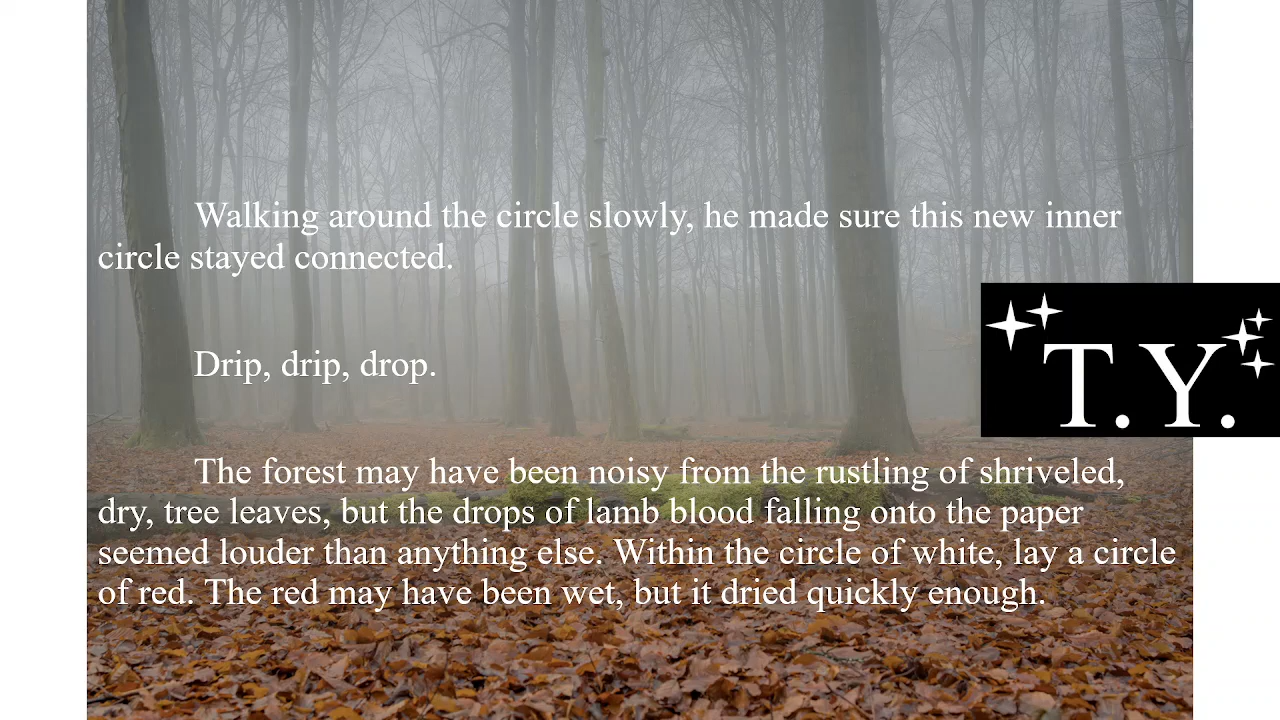 Walking around the circle slowly, he made sure this new inner
circle stayed connected.
Drip, drip, drop.
T.Y.
The forest may have been noisy from the rustling of shriveled,
dry, tree leaves, but the drops of lamb blood falling onto the paper
seemed louder than anything else. Within the circle of white, lay a circle
of red. The red may have been wet, but it dried quickly enough.